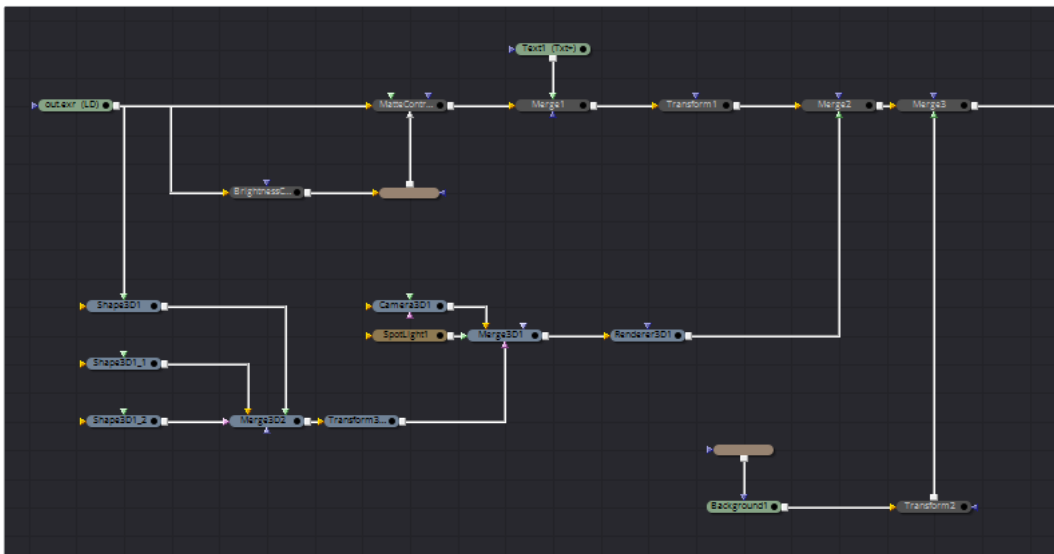 Text1 (Txt+)
out.exr (LD)
MatteContr...
Merge1
Transform1
Merge2
Merge3
BrightnessC...
Shape3D1
Camera3D1
SpotLight1
Merge3D1
Renderer3D1
Shape3D1_1
Shape3D1_2
Merge3D2
Transform3...
Background1
Transform2